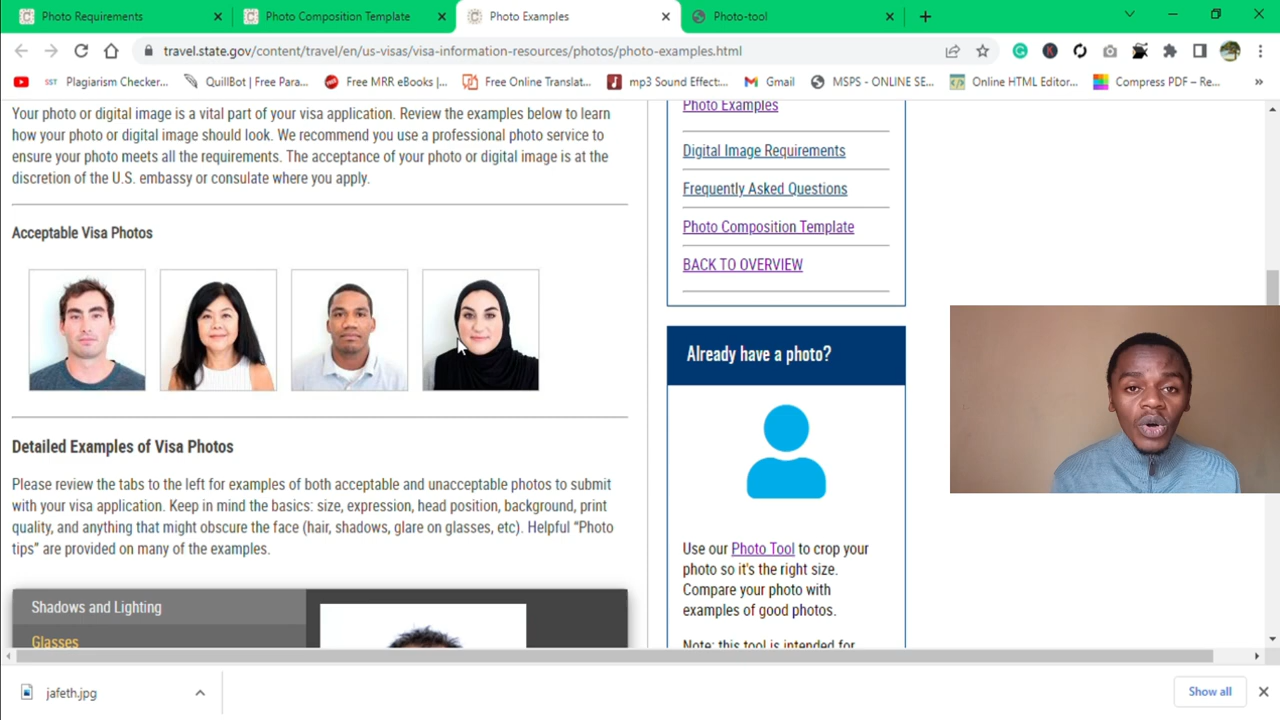 Photo Requirements
Photo Composition Template
Photo Examples
Photo-tool
travel.state.gov/content/travel/en/us-visas/visa-information-resources/photos/photo-examples.html
SST Plagiarism Checker...
QuillBot | Free Para...
Free MRR eBooks |...
Free Online Translat...
mp3 Sound Effect:...
Gmail
MSPS - ONLINE SE...
Online HTML Editor...
Compress PDF – Re...
»
Your photo or digital image is a vital part of your visa application. Review the examples below to learn
how your photo or digital image should look. We recommend you use a professional photo service to
ensure your photo meets all the requirements. The acceptance of your photo or digital image is at the
discretion of the U.S. embassy or consulate where you apply.
Acceptable Visa Photos
Detailed Examples of Visa Photos
Please review the tabs to the left for examples of both acceptable and unacceptable photos to submit
with your visa application. Keep in mind the basics: size, expression, head position, background, print
quality, and anything that might obscure the face (hair, shadows, glare on glasses, etc). Helpful “Photo
tips” are provided on many of the examples.
Shadows and Lighting
Glasses
Photo Examples
Digital Image Requirements
Frequently Asked Questions
Photo Composition Template
BACK TO OVERVIEW
Already have a photo?
Use our Photo Tool to crop your
photo so it's the right size.
Compare your photo with
examples of good photos.
Note: this tool is intended for
jafeth.jpg
Show all